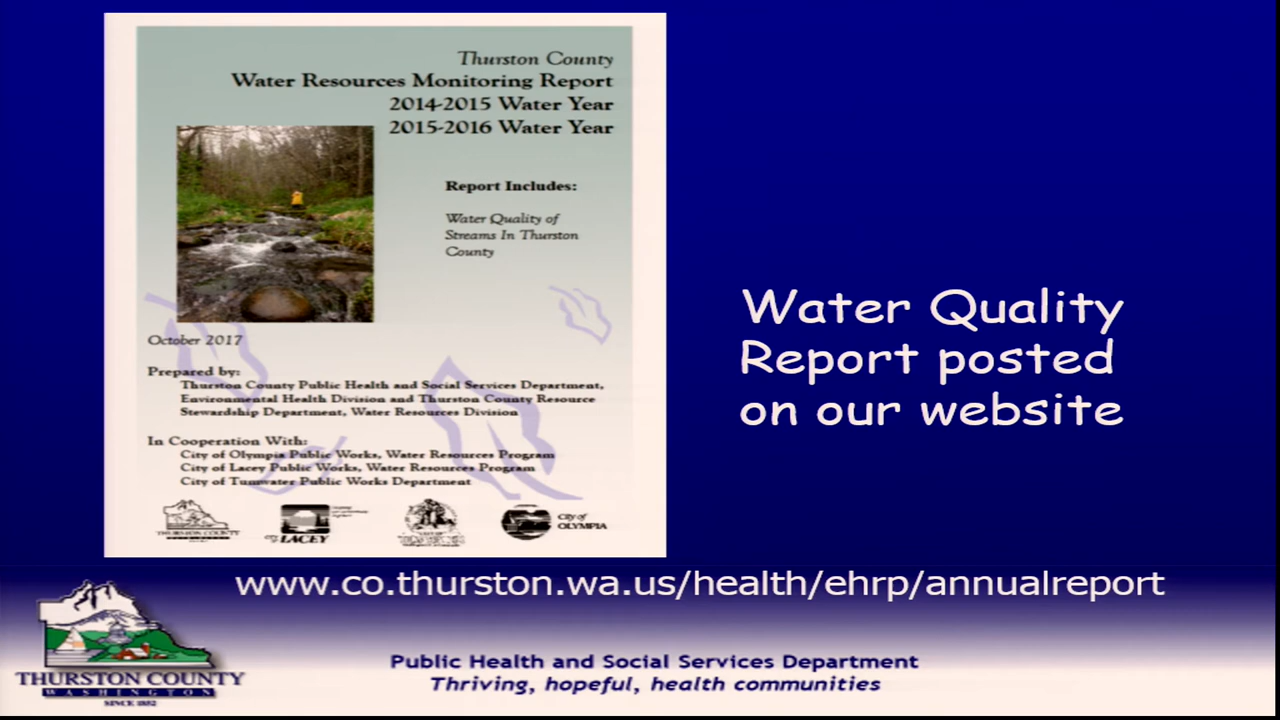 Thurston County
Water Resources Monitoring Report
2014-2015 Water Year
2015-2016 Water Year
Report Includes:
Water Quality of
Streams In Thurston
County
October 2017
Prepared by:
Thurston County Public Health and Social Services Department,
Environmental Health Division and Thurston County Resource
Stewardship Department, Water Resources Division
In Cooperation With:
City of Olympia Public Works, Water Resources Program
City of Lacey Public Works, Water Resources Program
City of Tumwater Public Works Department
THURSTON COUNTY
LACEY
City of
OLYMPIA
Water Quality
Report posted
on our website
www.co.thurston.wa.us/health/ehrp/annualreport
THURSTON COUNTY
WASHINGTON
SINCE 1852
Public Health and Social Services Department
Thriving, hopeful, health communities